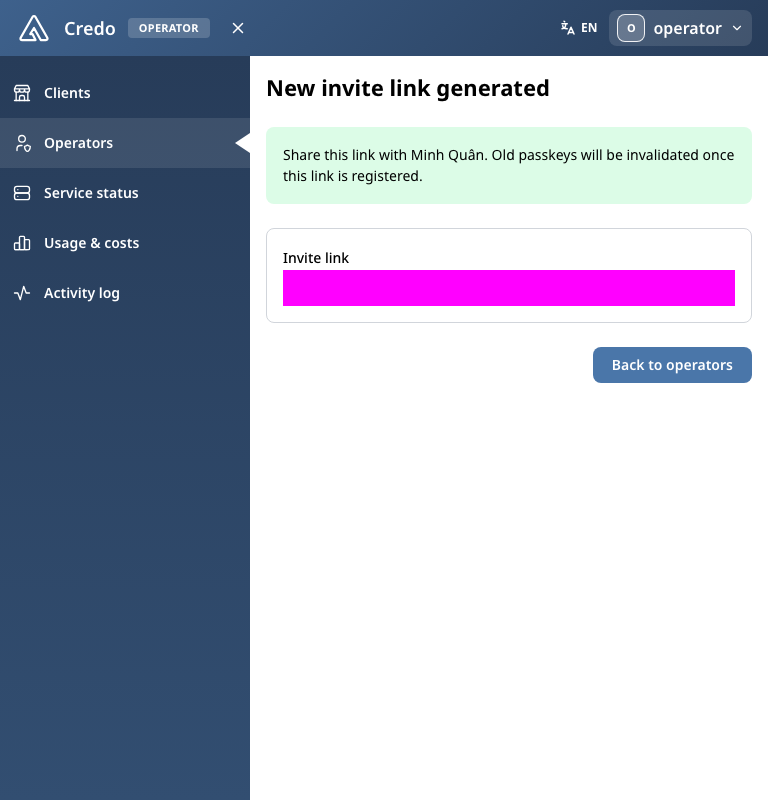 Credo
OPERATOR
EN
O
operator
Clients
Operators
Service status
Usage & costs
Activity log
New invite link generated
Share this link with Minh Quân. Old passkeys will be invalidated once
this link is registered.
Invite link
Back to operators